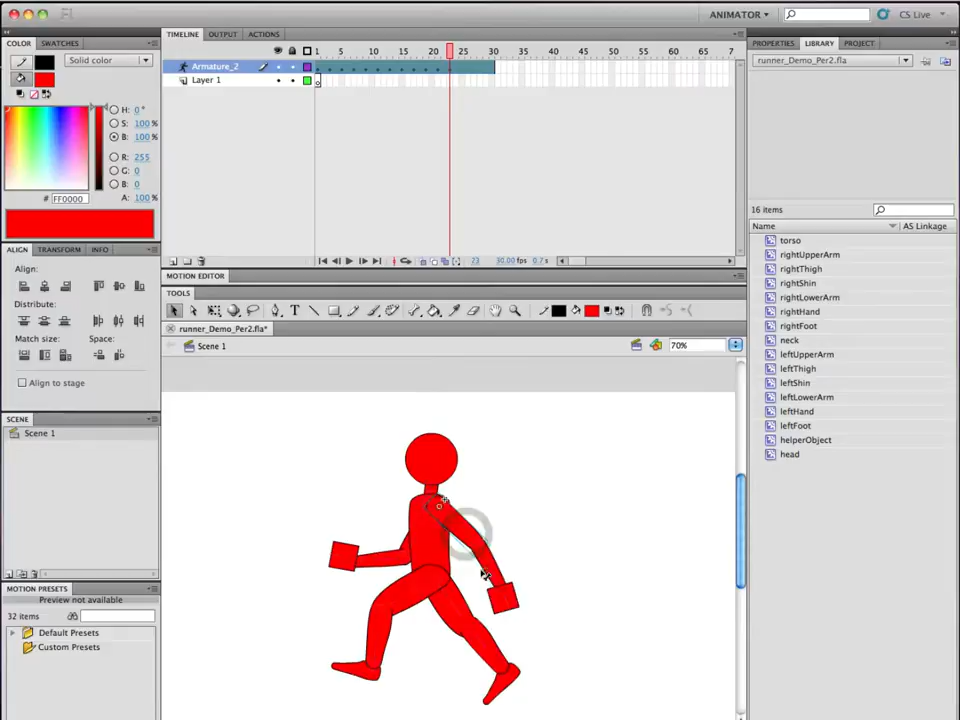 Fl
ANIMATOR
CS Live
COLOR SWATCHES
Solid color
H: 0 °
S: 100 %
B: 100 %
R: 255
G: 0
B: 0
# FF0000 A: 100 %
ALIGN TRANSFORM INFO
Align:
Distribute:
Match size: Space:
Align to stage
SCENE
Scene 1
MOTION PRESETS
Preview not available
32 items
Default Presets
Custom Presets
TIMELINE OUTPUT ACTIONS
1 5 10 15 20 25 30 35 40 45 50 55 60 65 7
Armature_2
Layer 1
23 30.00 fps 0.7 s
MOTION EDITOR
TOOLS
T
runner_Demo_Per2.fla*
Scene 1
70%
PROPERTIES LIBRARY PROJECT
runner_Demo_Per2.fla
16 items
Name AS Linkage
torso
rightUpperArm
rightThigh
rightShin
rightLowerArm
rightHand
rightFoot
neck
leftUpperArm
leftThigh
leftShin
leftLowerArm
leftHand
leftFoot
helperObject
head